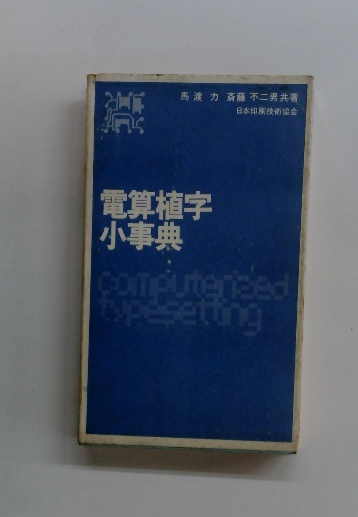 馬渡 力 斎藤 不二男共著
日本印刷技術協会
電算植字
小事典
computerized
typesetting